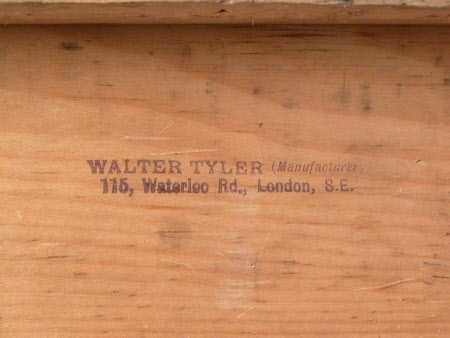 WALTER TYLER (Manufacturer)
115, Waterloo Rd., London, S.E.